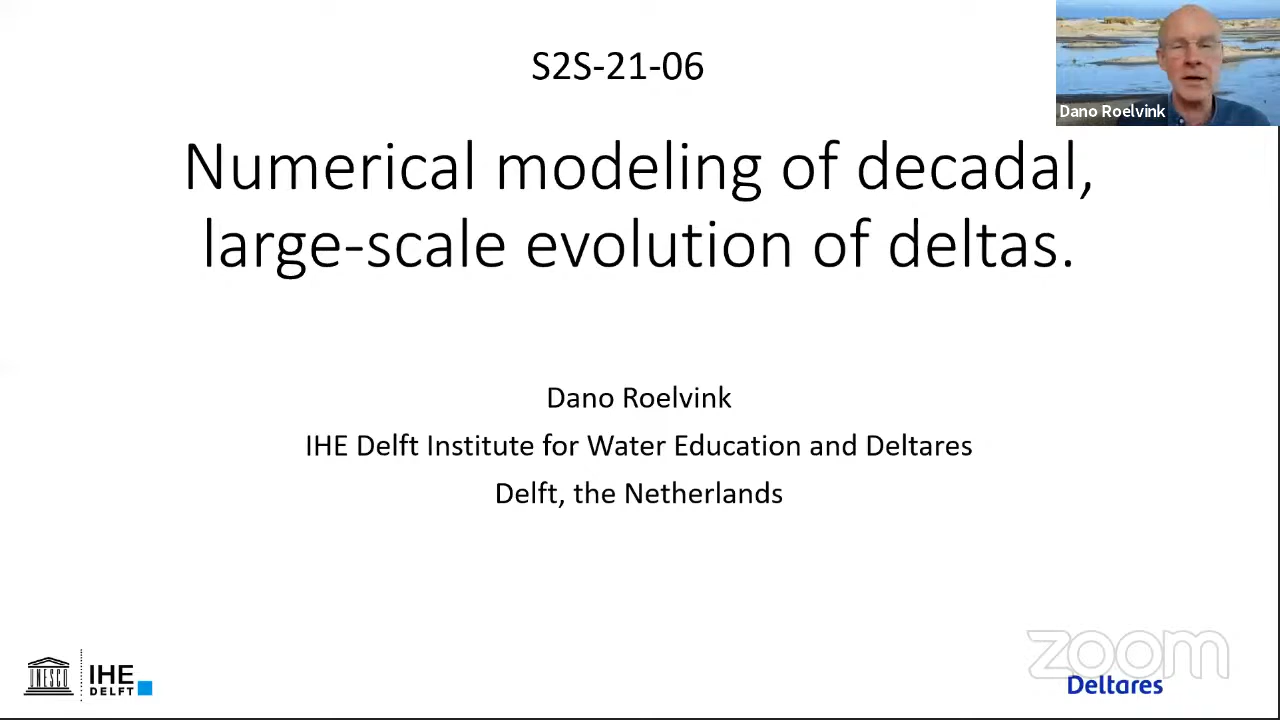 S2S-21-06
Dano Roelvink
Numerical modeling of decadal,
large-scale evolution of deltas.
Dano Roelvink
IHE Delft Institute for Water Education and Deltares
Delft, the Netherlands
UNESCO
IHE
DELFT
zoom
Deltares